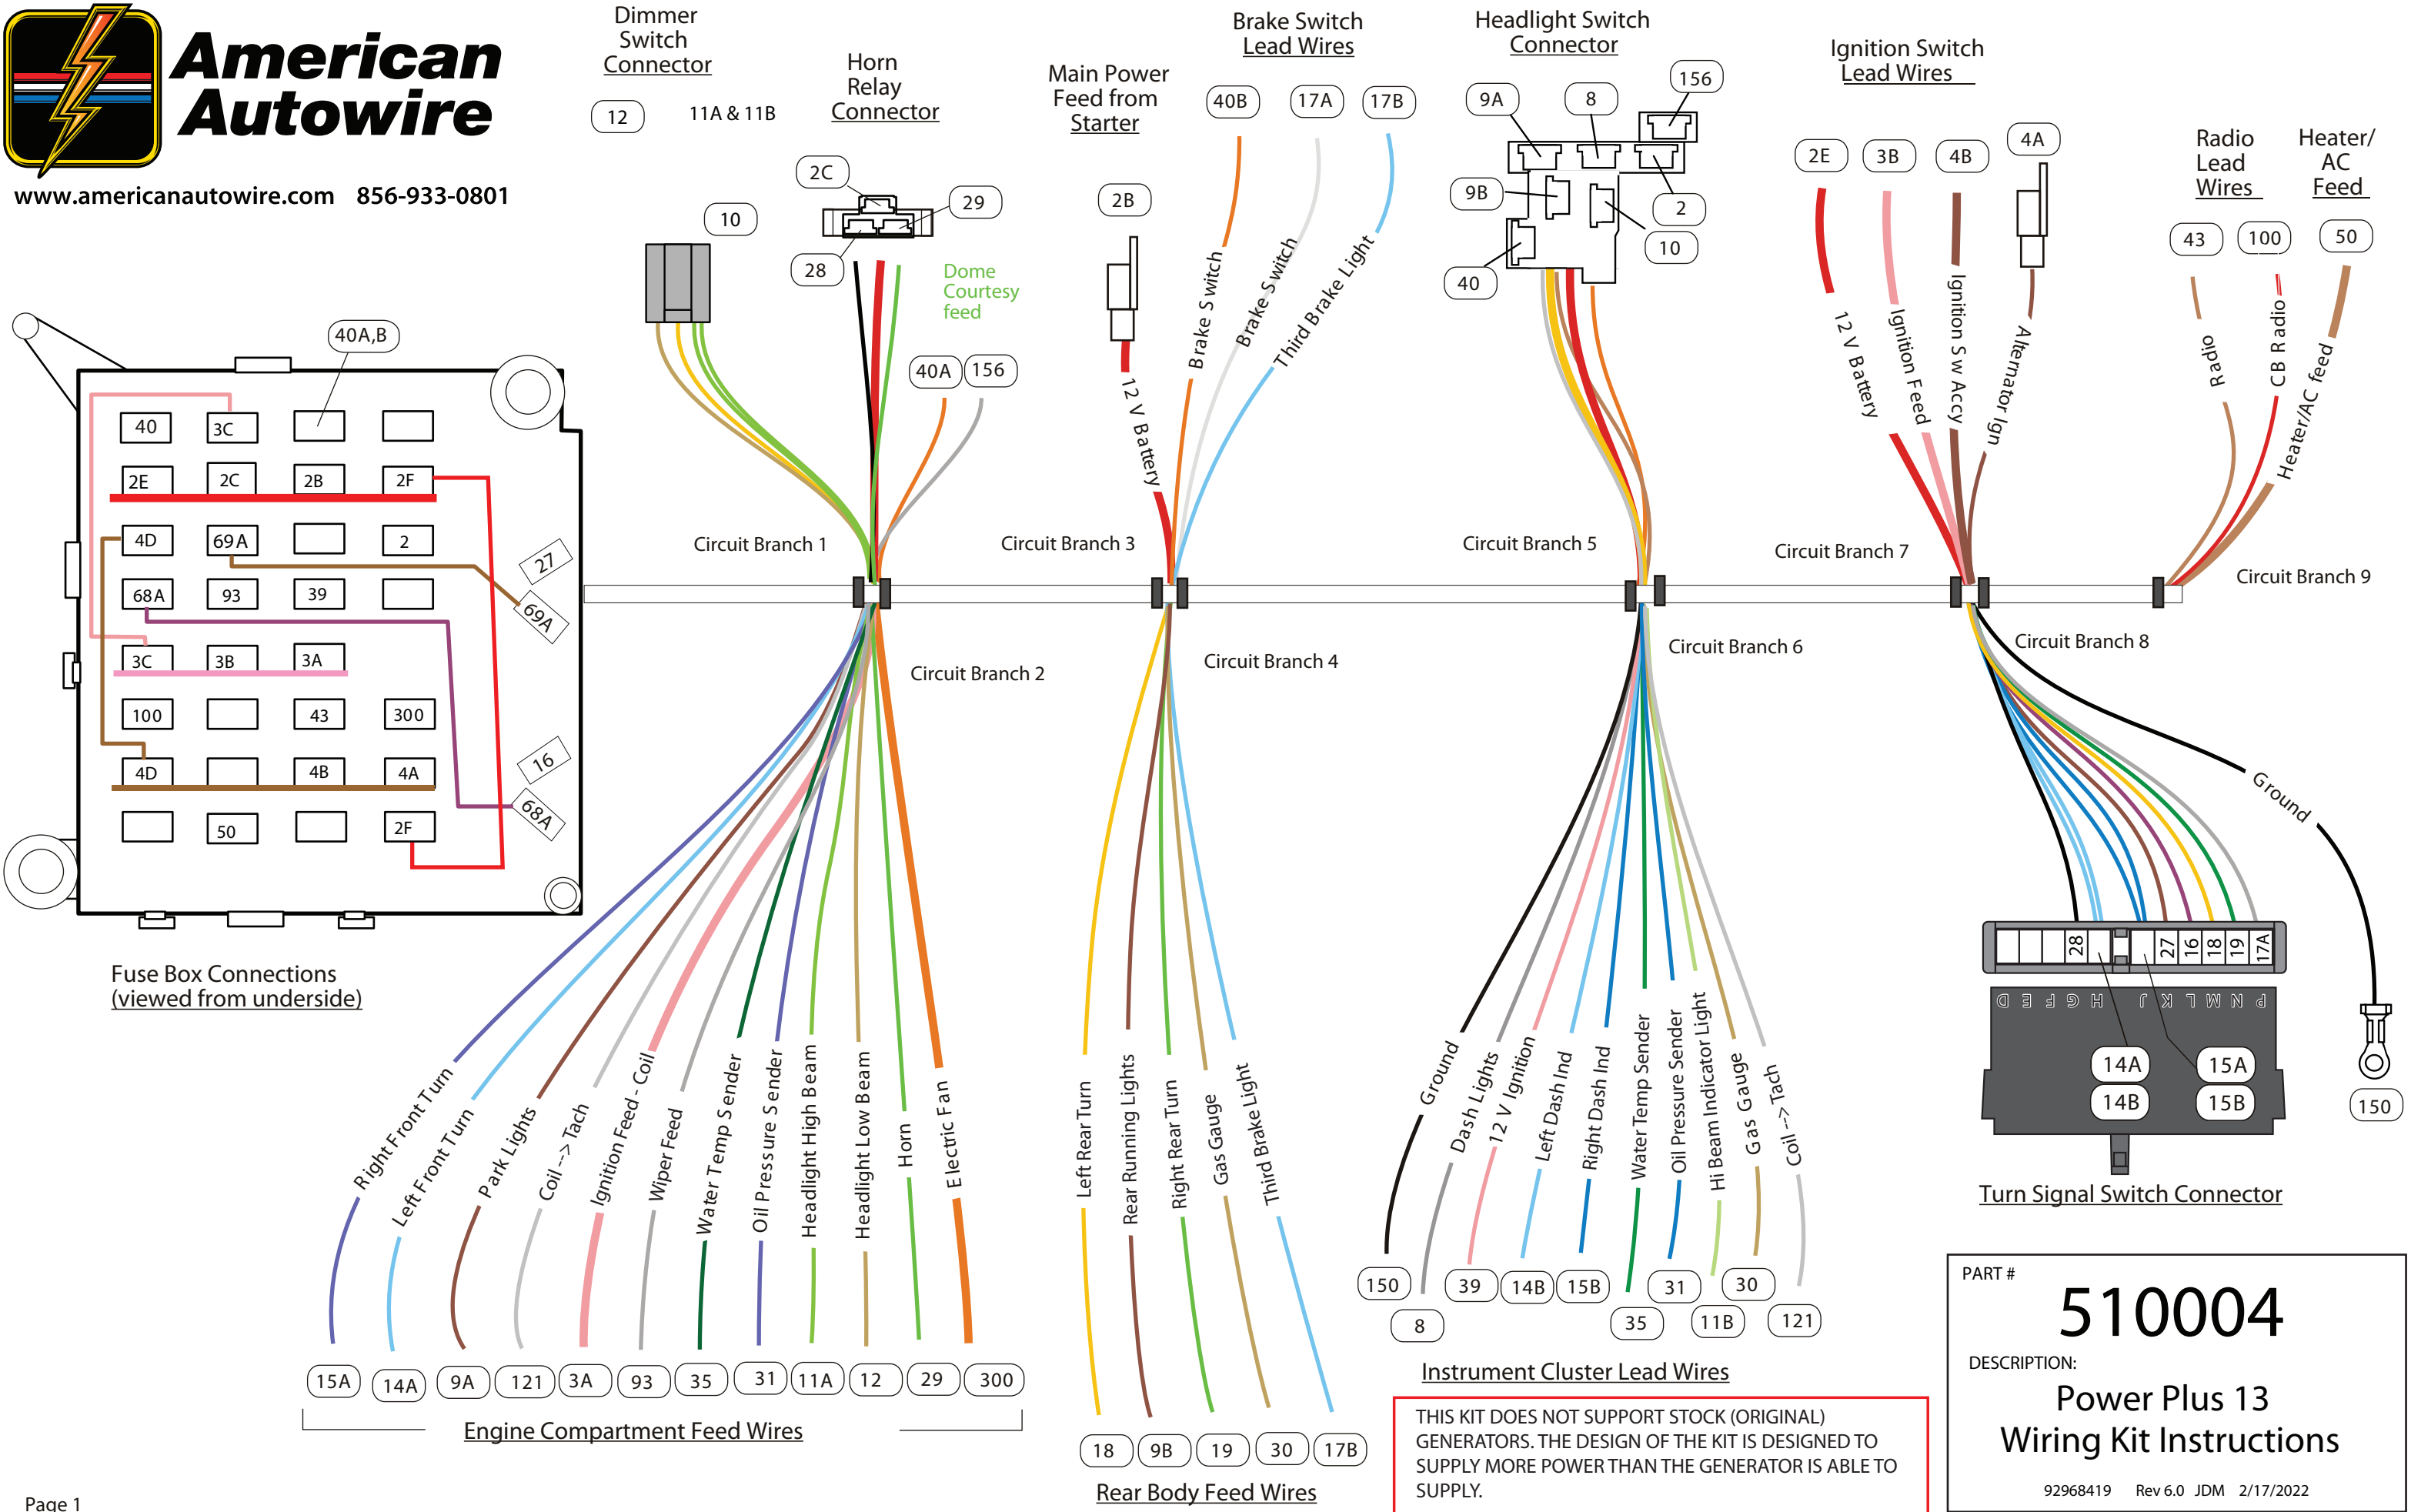 American
Autowire
www.americanautowire.com 856-933-0801
Dimmer
Switch
Connector
12
11A & 11B
10
Horn
Relay
Connector
2C
29
28
Dome
Courtesy
feed
40A
156
Main Power
Feed from
Starter
2B
12 V Battery
Brake Switch
Lead Wires
40B
17A
17B
Brake Switch
Brake Switch
Third Brake Light
Headlight Switch
Connector
156
9A
8
9B
2
10
40
Ignition Switch
Lead Wires
2E
3B
4B
4A
12 V Battery
Ignition Feed
Ignition Sw Accy
Alternator Ign
Radio
Lead
Wires
Heater/
AC
Feed
43
100
50
Radio
CB Radio
Heater/AC feed
40A,B
40
3C
2E
2C
2B
2F
4D
69A
2
68A
93
39
3C
3B
3A
100
43
300
4D
4B
4A
50
2F
27
69A
16
68A
Fuse Box Connections
(viewed from underside)
Circuit Branch 1
Circuit Branch 3
Circuit Branch 5
Circuit Branch 7
Circuit Branch 9
Circuit Branch 2
Circuit Branch 4
Circuit Branch 6
Circuit Branch 8
Right Front Turn
Left Front Turn
Park Lights
Coil --> Tach
Ignition Feed - Coil
Wiper Feed
Water Temp Sender
Oil Pressure Sender
Headlight High Beam
Headlight Low Beam
Horn
Electric Fan
15A
14A
9A
121
3A
93
35
31
11A
12
29
300
Engine Compartment Feed Wires
Left Rear Turn
Rear Running Lights
Right Rear Turn
Gas Gauge
Third Brake Light
18
9B
19
30
17B
Rear Body Feed Wires
Ground
Dash Lights
12 V Ignition
Left Dash Ind
Right Dash Ind
Water Temp Sender
Oil Pressure Sender
Hi Beam Indicator Light
Gas Gauge
Coil --> Tach
150
8
39
14B
15B
35
31
11B
30
121
Instrument Cluster Lead Wires
Ground
28
27
16
18
19
17A
D E F G H J K L M N P
14A
14B
15A
15B
150
Turn Signal Switch Connector
THIS KIT DOES NOT SUPPORT STOCK (ORIGINAL)
GENERATORS. THE DESIGN OF THE KIT IS DESIGNED TO
SUPPLY MORE POWER THAN THE GENERATOR IS ABLE TO
SUPPLY.
PART #
510004
DESCRIPTION:
Power Plus 13
Wiring Kit Instructions
92968419 Rev 6.0 JDM 2/17/2022
Page 1